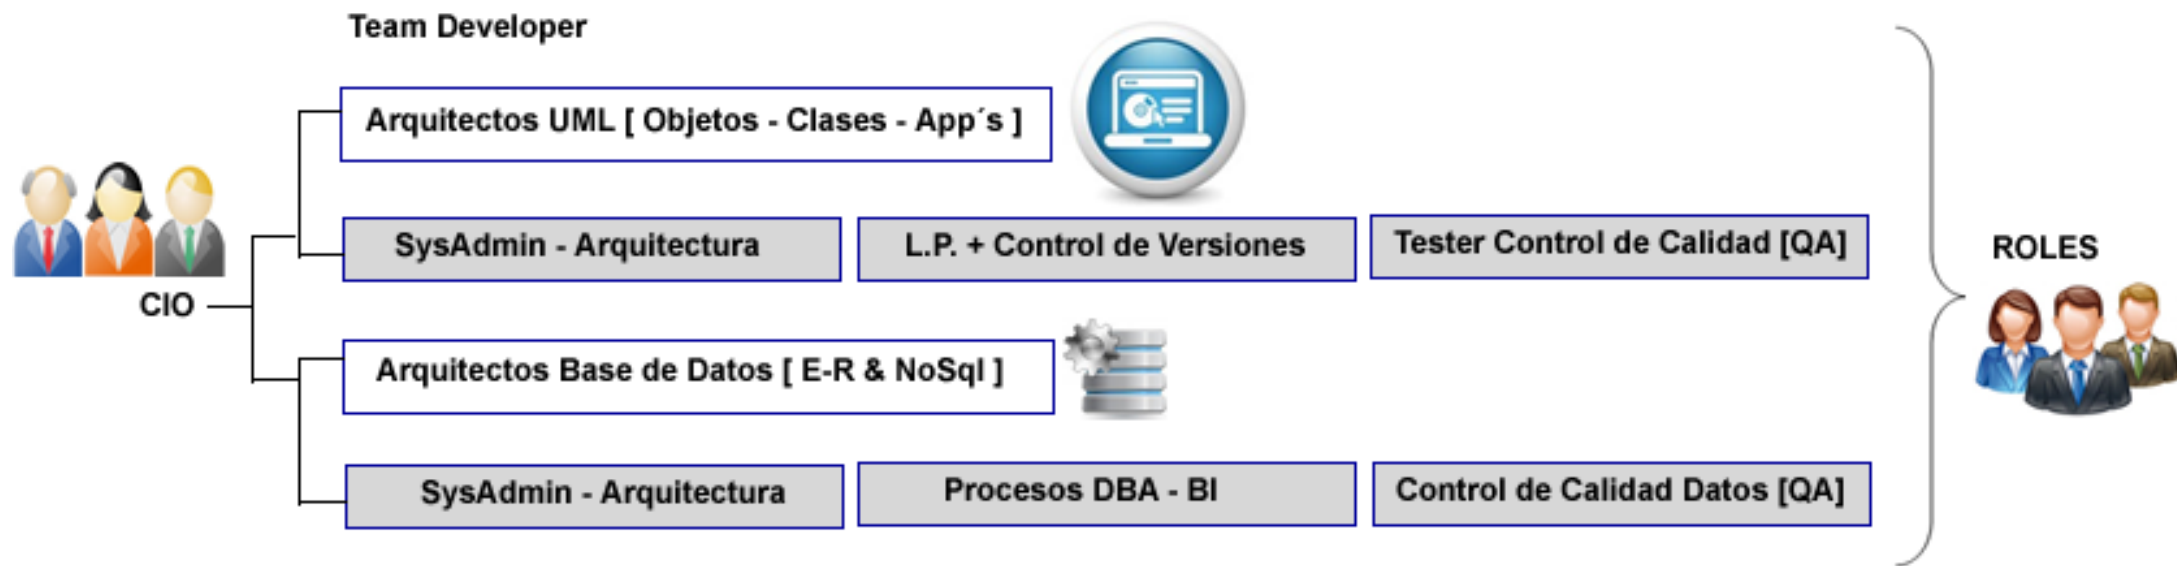 Team Developer
Arquitectos UML [ Objetos - Clases - App´s ]
SysAdmin - Arquitectura
L.P. + Control de Versiones
Tester Control de Calidad [QA]
ROLES
CIO
Arquitectos Base de Datos [ E-R & NoSql ]
SysAdmin - Arquitectura
Procesos DBA - BI
Control de Calidad Datos [QA]